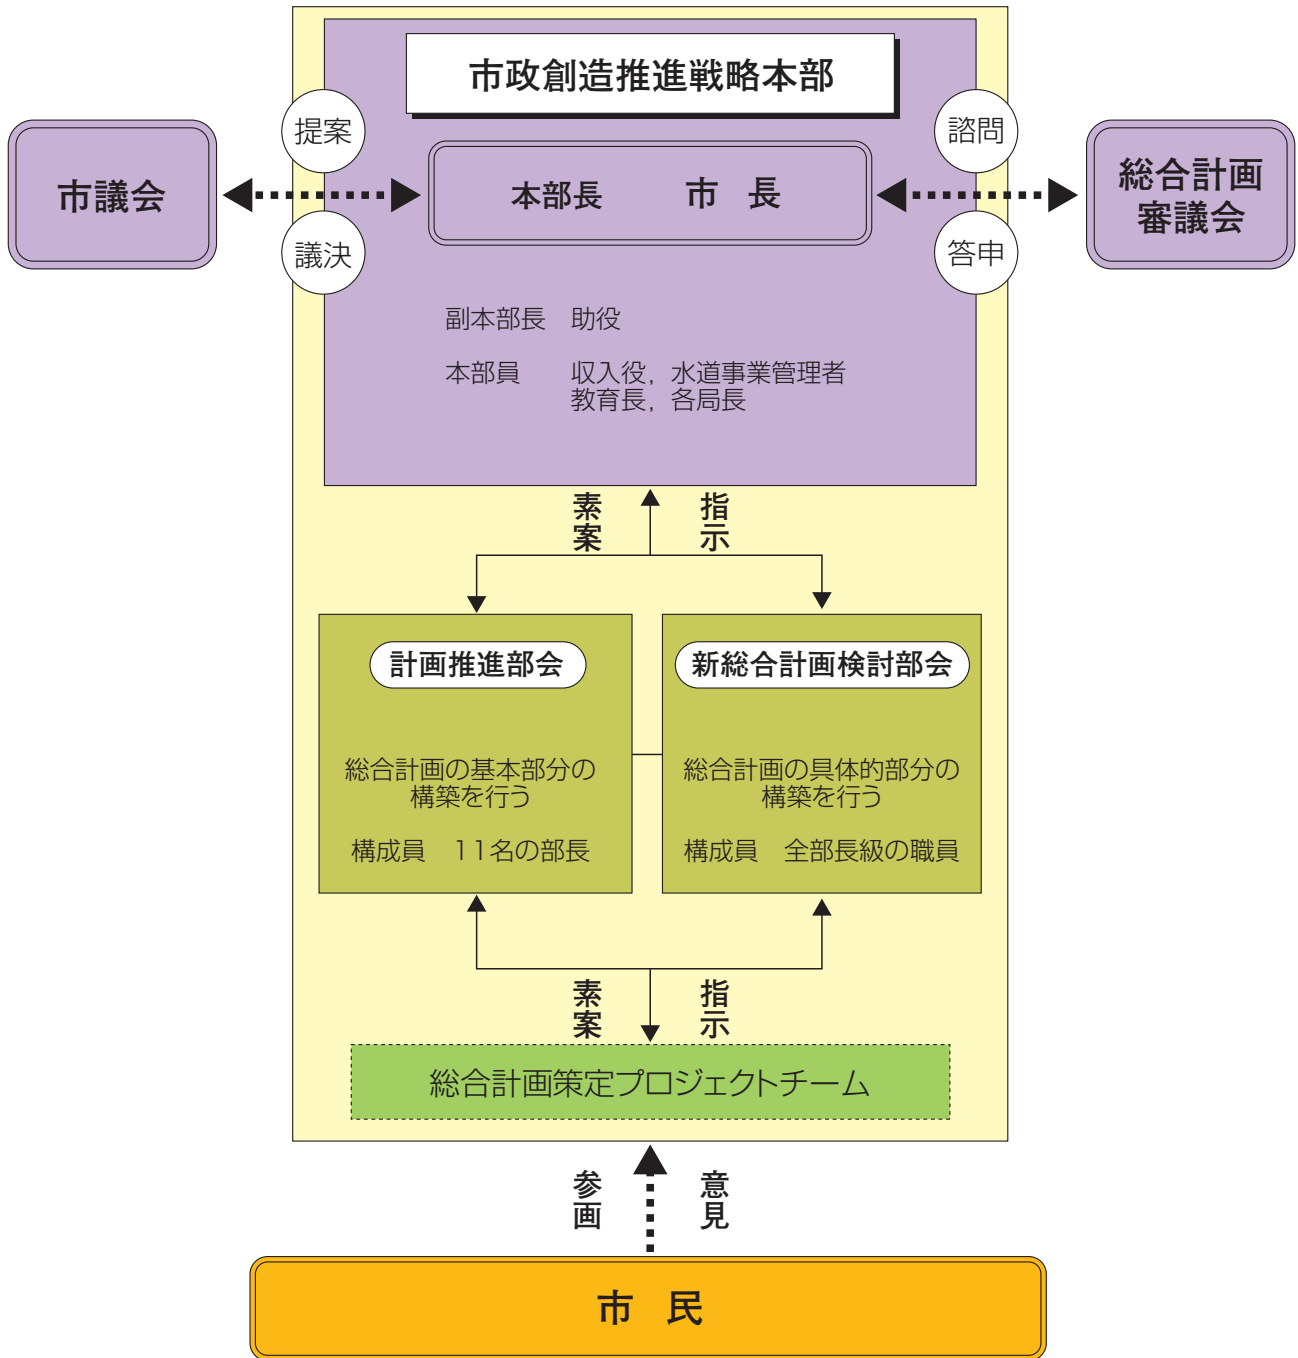 市政創造推進戦略本部
提案
諮問
市議会
本部長 市 長
総合計画
審議会
議決
答申
副本部長 助役
本部員 収入役，水道事業管理者
教育長，各局長
素案
指示
計画推進部会
新総合計画検討部会
総合計画の基本部分の
構築を行う
構成員 11名の部長
総合計画の具体的部分の
構築を行う
構成員 全部長級の職員
素案
指示
総合計画策定プロジェクトチーム
参画
意見
市 民